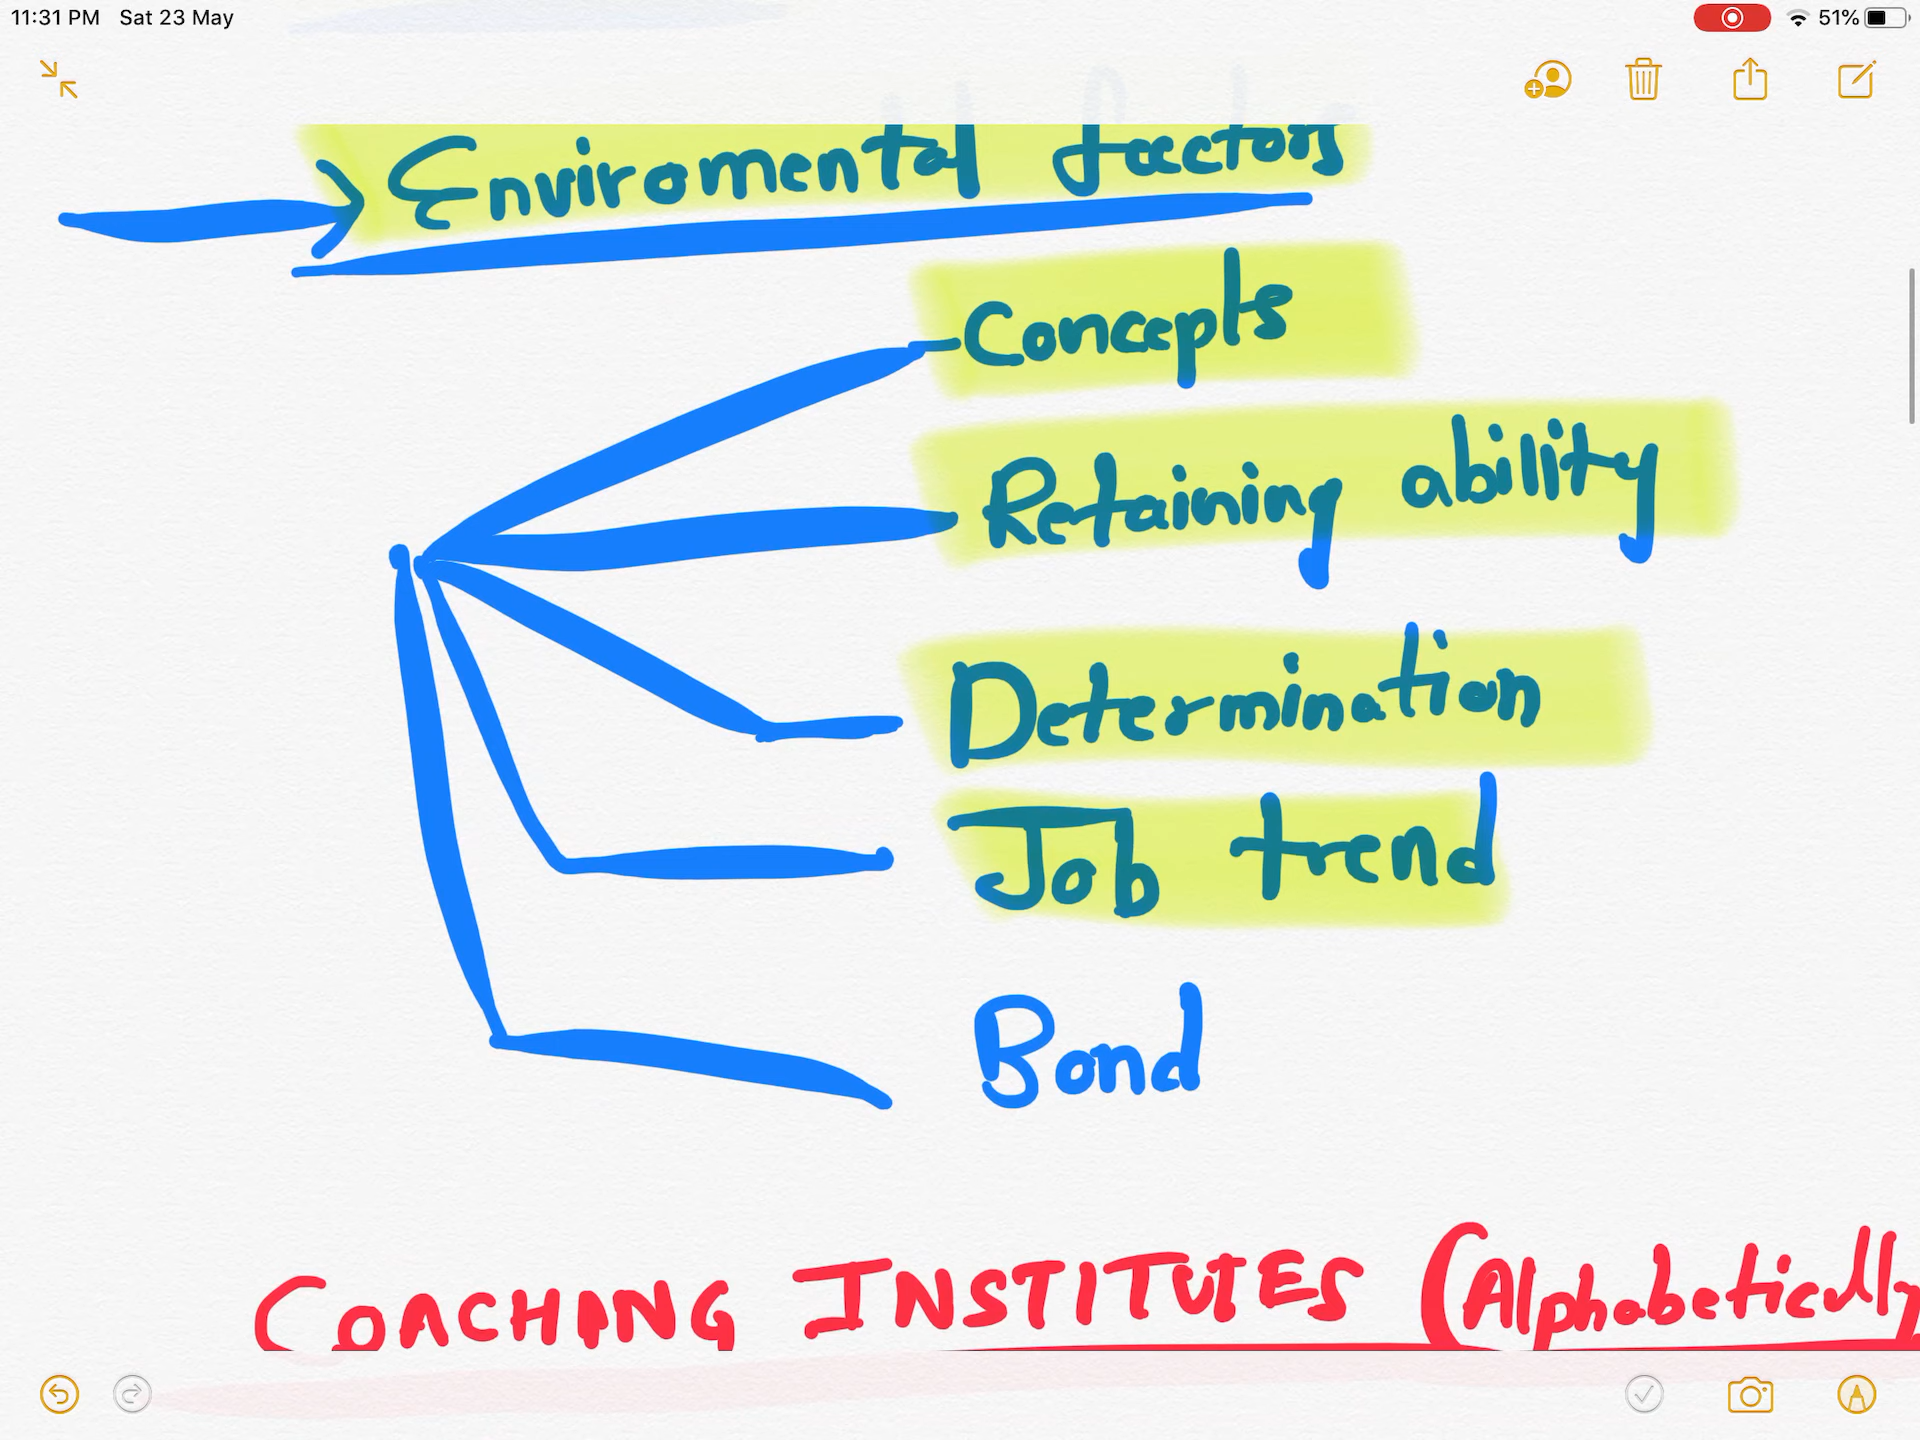 11:31 PM Sat 23 May 51%
Enviromental factors
Concepts
Retaining ability
Determination
Job trend
Bond
COACHING INSTITUTES (Alphabetically